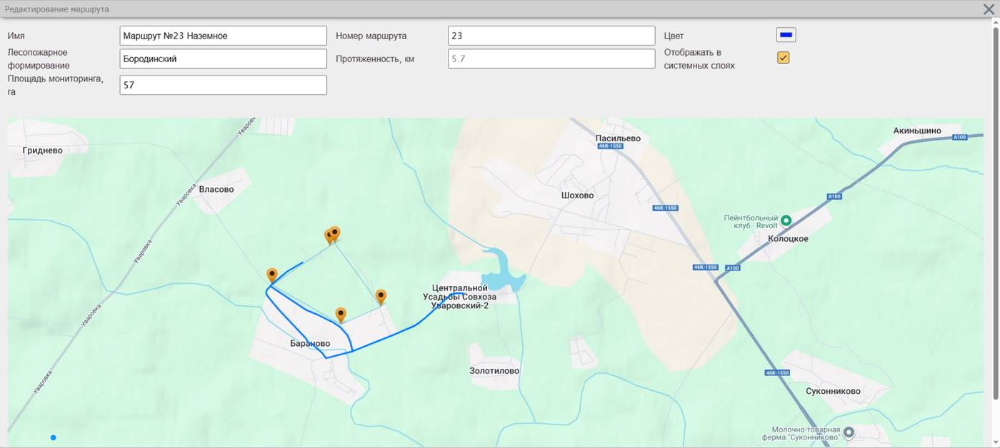 Редактирование маршрута
Имя
Маршрут №23 Наземное
Номер маршрута
23
Цвет
Лесопожарное
формирование
Бородинский
Протяженность, км
5.7
Отображать в
системных слоях
Площадь мониторинга,
га
57
Уваровка
Гриднево
Власово
Уваровка
Уваровка
Уваровка
Уваровка
Пасильево
46К-1550
Акиньшино
А100
Шохово
46К-1550
А100
Пейнтбольный
клуб - Revolt
Колоцкое
46К-1550
А100
Центральной
Усадьбы Совхоза
Уваровский-2
Бараново
Золотилово
46К-1550
Суконниково
Молочно-товарная
ферма "Суконниково"